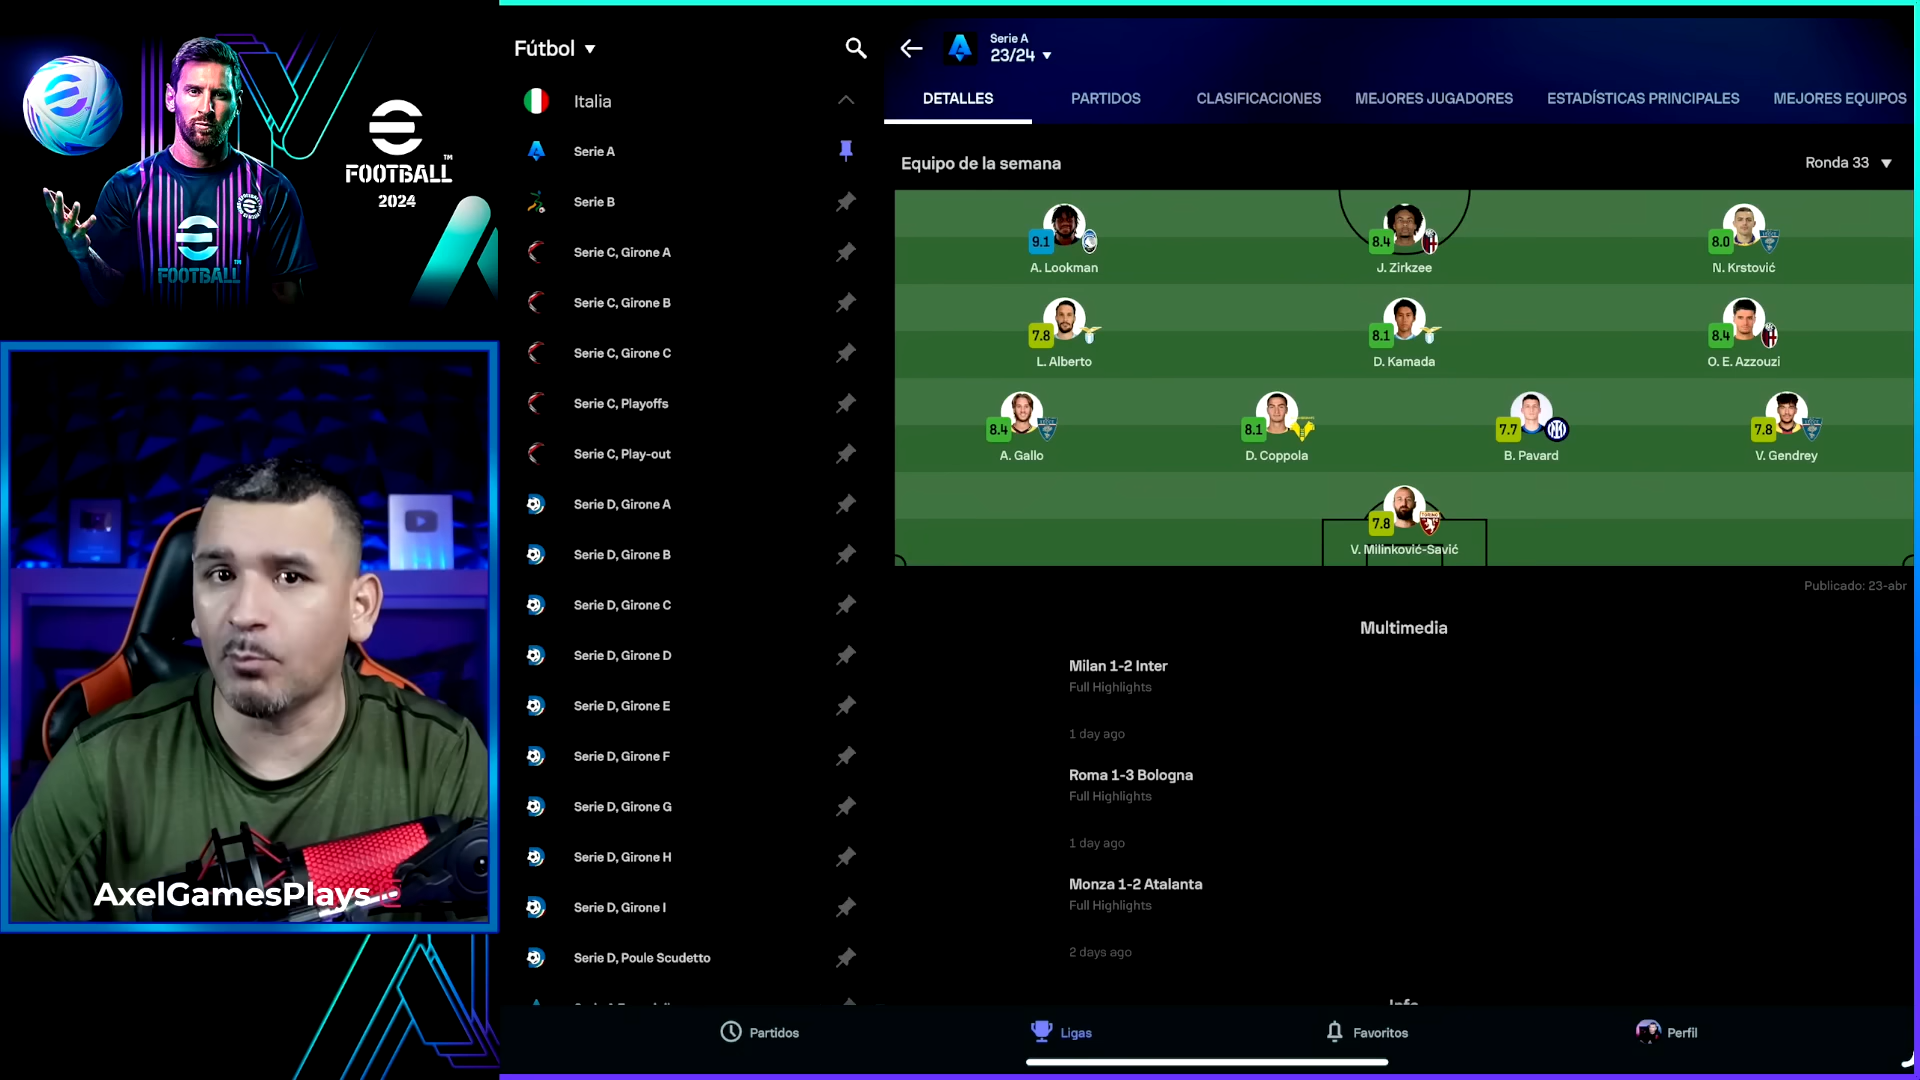 FOOTBALL™
2024
FOOTBALL™
AxelGamesPlays
Fútbol
Italia
Serie A
Serie B
Serie C, Girone A
Serie C, Girone B
Serie C, Girone C
Serie C, Playoffs
Serie C, Play-out
Serie D, Girone A
Serie D, Girone B
Serie D, Girone C
Serie D, Girone D
Serie D, Girone E
Serie D, Girone F
Serie D, Girone G
Serie D, Girone H
Serie D, Girone I
Serie D, Poule Scudetto
Serie A
23/24
DETALLES PARTIDOS CLASIFICACIONES MEJORES JUGADORES ESTADÍSTICAS PRINCIPALES MEJORES EQUIPOS
Equipo de la semana Ronda 33
9.1 8.4 8.0
A. Lookman J. Zirkzee N. Krstović
7.8 8.1 8.4
L. Alberto D. Kamada O. E. Azzouzi
8.4 8.1 7.7 7.8
A. Gallo D. Coppola B. Pavard V. Gendrey
7.8
V. Milinković-Savić
Publicado: 23-abr
Multimedia
Milan 1-2 Inter
Full Highlights
1 day ago
Roma 1-3 Bologna
Full Highlights
1 day ago
Monza 1-2 Atalanta
Full Highlights
2 days ago
Info
Partidos Ligas Favoritos Perfil